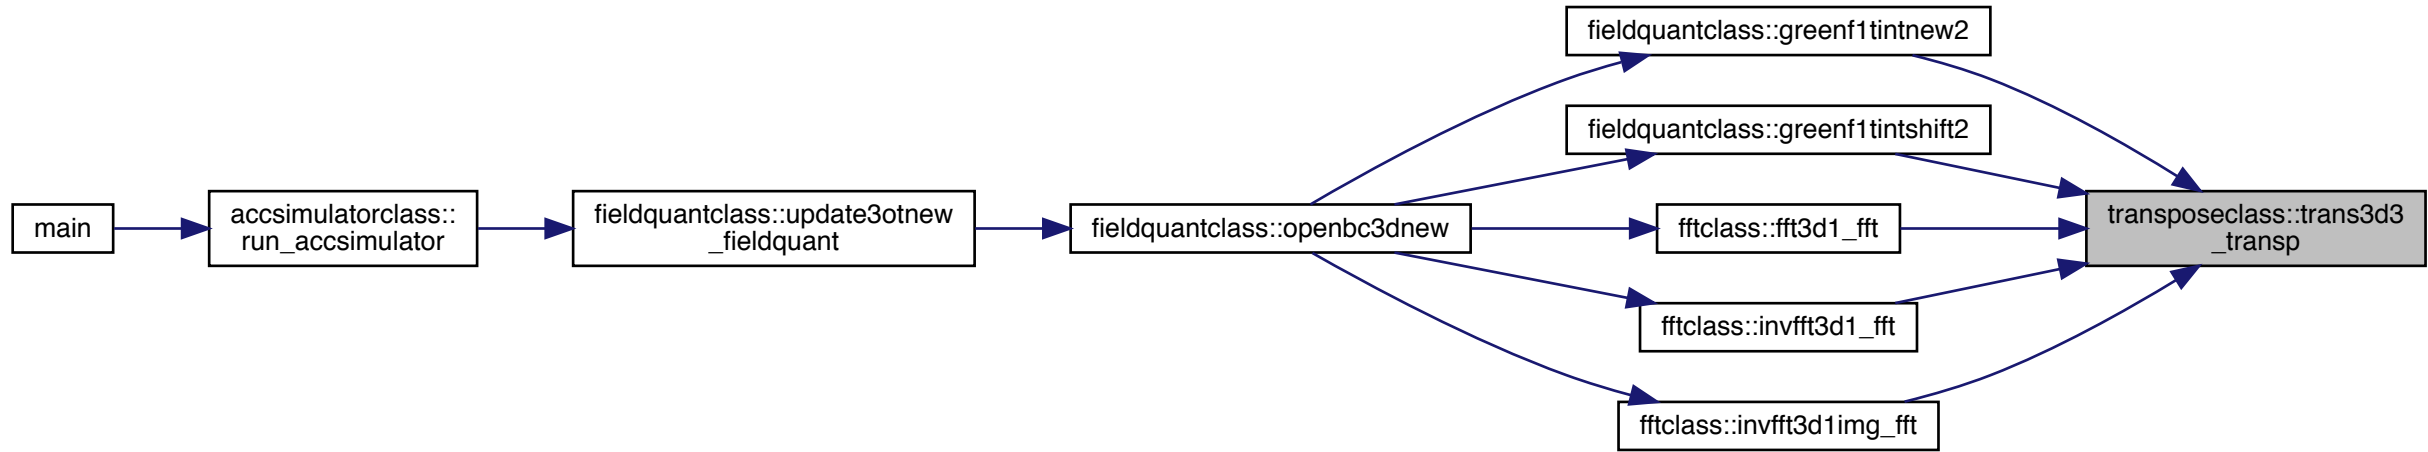 main
accsimulatorclass::
run_accsimulator
fieldquantclass::update3otnew
_fieldquant
fieldquantclass::openbc3dnew
fieldquantclass::greenf1tintnew2
fieldquantclass::greenf1tintshift2
fftclass::fft3d1_fft
fftclass::invfft3d1_fft
fftclass::invfft3d1img_fft
transposeclass::trans3d3
_transp